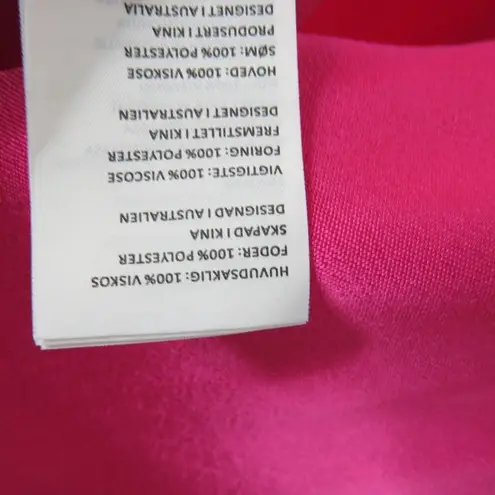 HUVUDSAKLIG: 100% VISKOS
FODER: 100% POLYESTER
SKAPAD I KINA
DESIGNAD I AUSTRALIEN
VIGTIGSTE: 100% VISCOSE
FORING: 100% POLYESTER
FREMSTILLET I KINA
DESIGNET I AUSTRALIEN
HOVED: 100% VISKOSE
SØM: 100% POLYESTER
PRODUSERT I KINA
DESIGNET I AUSTRALIA